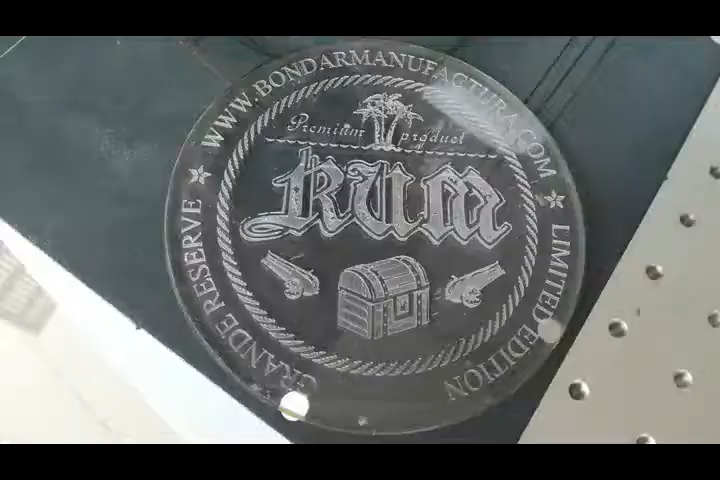 WWW.BONDARMANUFACTURA.COM
Premium product
RUM
GRANDE RESERVE
LIMITED EDITION